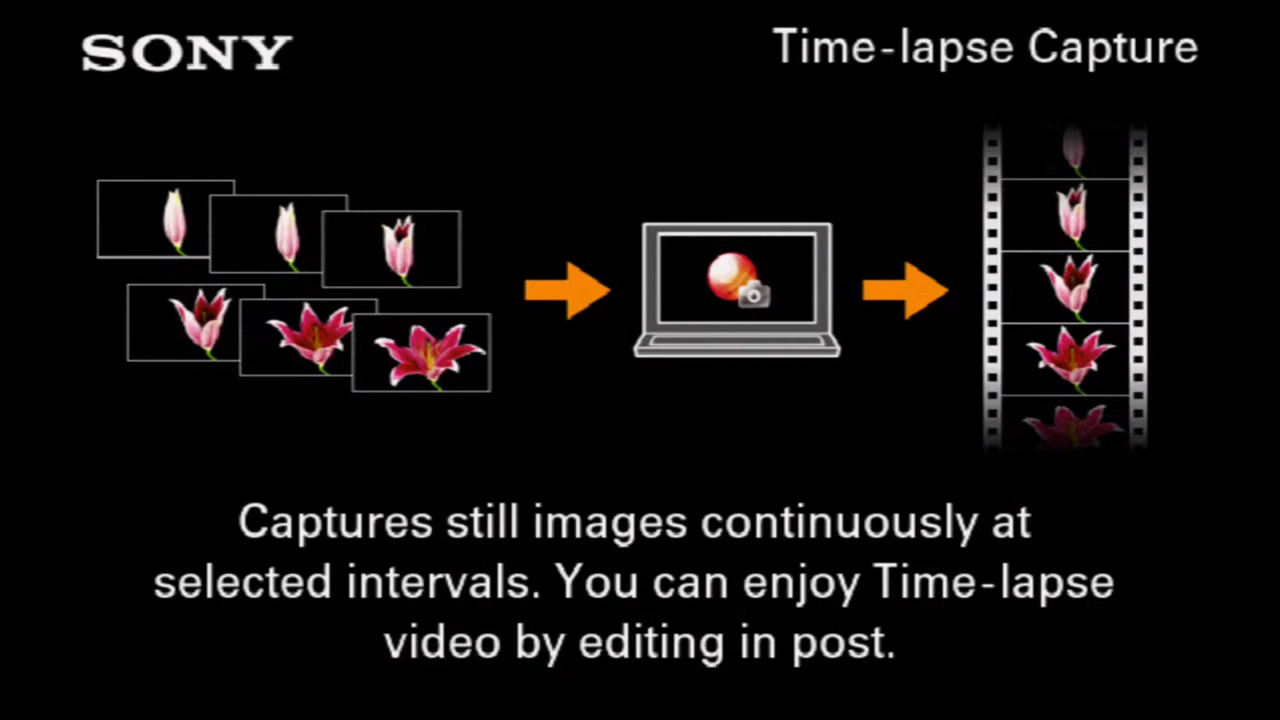 SONY
Time-lapse Capture
Captures still images continuously at
selected intervals. You can enjoy Time-lapse
video by editing in post.